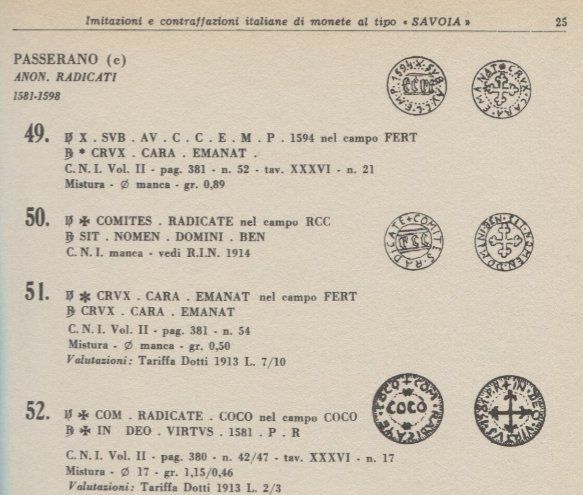 Imitazioni e contraffazioni italiane di monete al tipo « SAVOIA » 25
PASSERANO (c)
ANON. RADICATI
1581-1598
49. D X . SVB . AV . C . C . E . M . P . 1594 nel campo FERT
R * CRVX . CARA . EMANAT .
C. N. I. Vol. II - pag. 381 - n. 52 - tav. XXXVI - n. 21
Mistura - Ø manca - gr. 0,89
50. D ✠ COMITES . RADICATE nel campo RCC
R SIT . NOMEN . DOMINI . BEN
C. N. I. manca - vedi R.I.N. 1914
51. D ✱ CRVX . CARA . EMANAT nel campo FERT
R CRVX . CARA . EMANAT
C. N. I. Vol. II - pag. 381 - n. 54
Mistura - Ø manca - gr. 0,50
Valutazioni: Tariffa Dotti 1913 L. 7/10
52. D ✠ COM . RADICATE . COCO nel campo COCO
R ✠ IN DEO . VIRTVS . 1581 . P . R
C. N. I. Vol. II - pag. 380 - n. 42/47 - tav. XXXVI - n. 17
Mistura - Ø 17 - gr. 1,15/0,46
Valutazioni: Tariffa Dotti 1913 L. 2/3
COCO